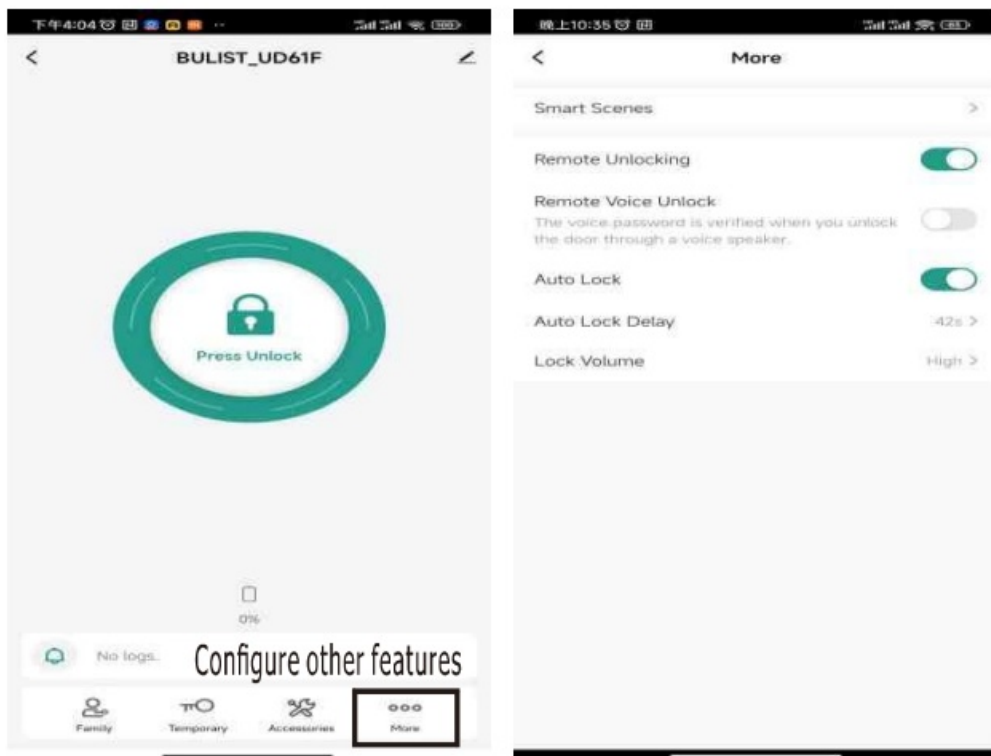 下午4:04
BULIST_UD61F
Press Unlock
0%
No logs.
Configure other features
Family
Temporary
Accessories
More
晚上10:35
More
Smart Scenes
Remote Unlocking
Remote Voice Unlock
The voice password is verified when you unlock
the door through a voice speaker.
Auto Lock
Auto Lock Delay
42s
Lock Volume
High